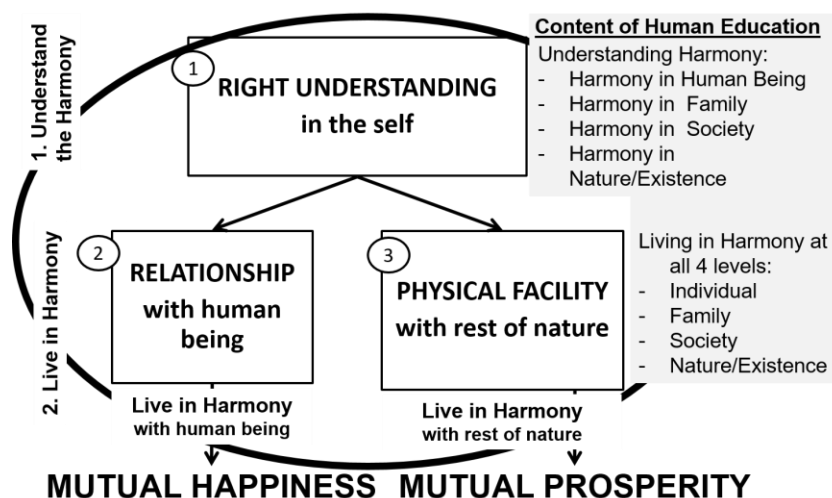 Content of Human Education
Understanding Harmony:
- Harmony in Human Being
- Harmony in Family
- Harmony in Society
- Harmony in
Nature/Existence
1. Understand
the Harmony
1
RIGHT UNDERSTANDING
in the self
2. Live in Harmony
2
RELATIONSHIP
with human
being
3
PHYSICAL FACILITY
with rest of nature
Living in Harmony at
all 4 levels:
- Individual
- Family
- Society
- Nature/Existence
Live in Harmony
with human being
Live in Harmony
with rest of nature
MUTUAL HAPPINESS
MUTUAL PROSPERITY